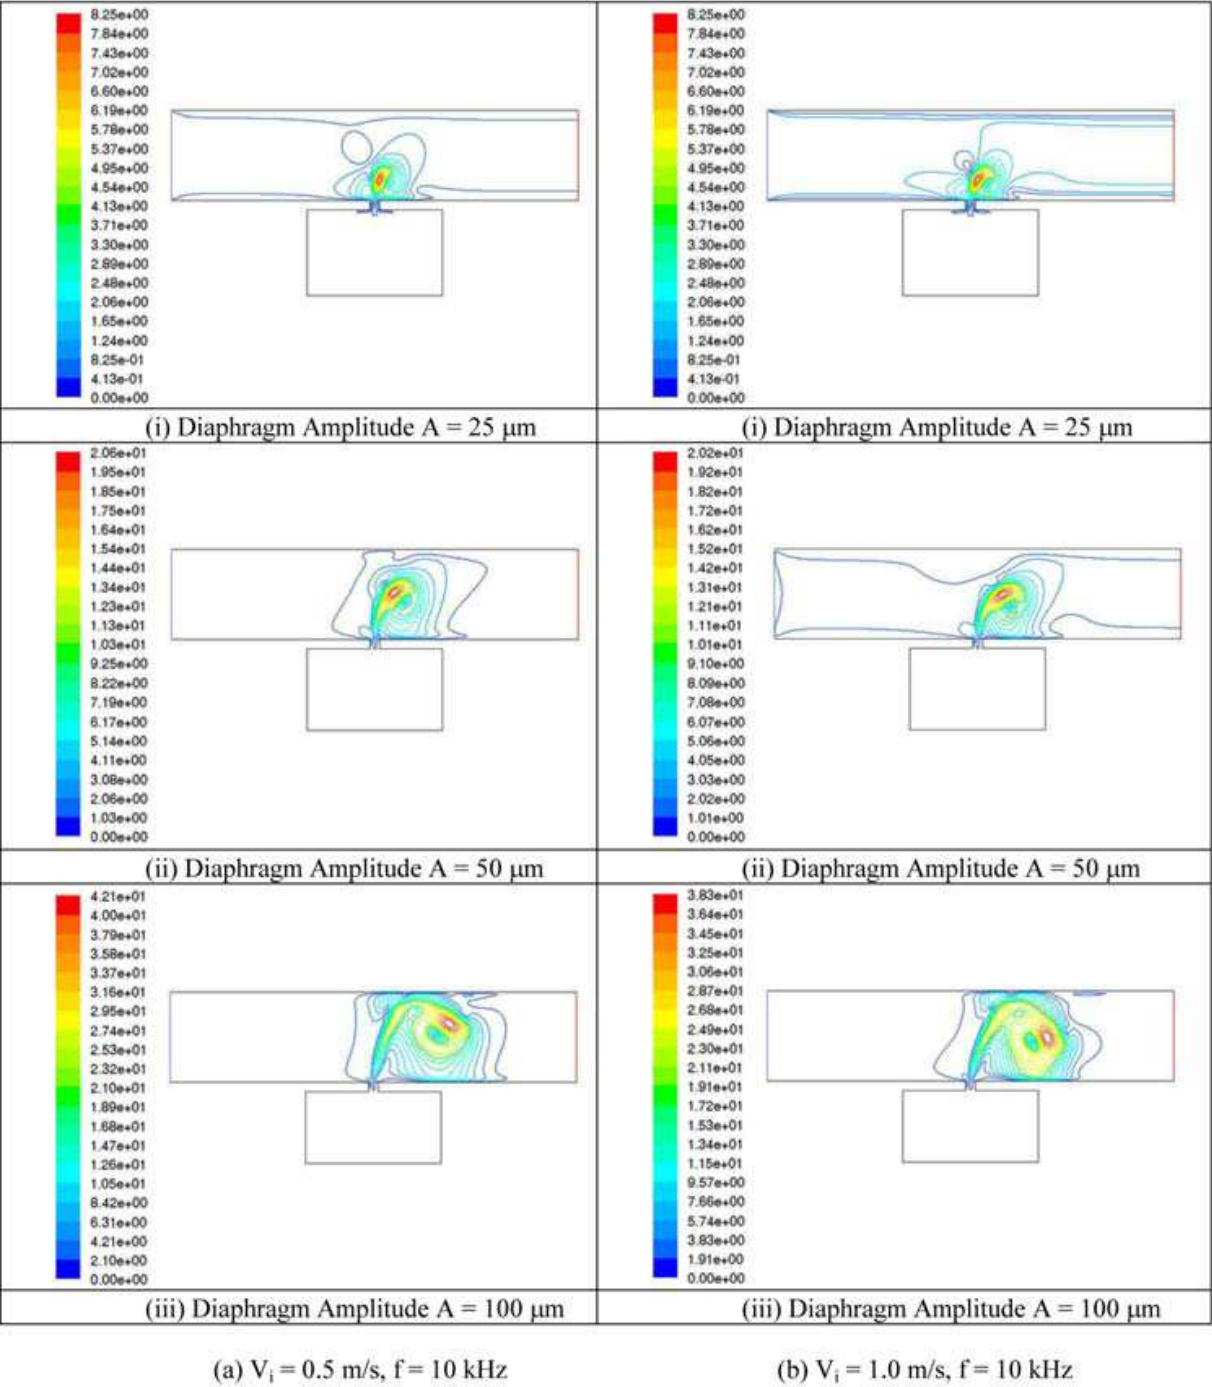 8.25e+00
7.84e+00
7.43e+00
7.02e+00
6.60e+00
6.19e+00
5.78e+00
5.37e+00
4.95e+00
4.54e+00
4.13e+00
3.71e+00
3.30e+00
2.89e+00
2.48e+00
2.06e+00
1.65e+00
1.24e+00
8.25e-01
4.13e-01
0.00e+00
(i) Diaphragm Amplitude A = 25 μm
8.25e+00
7.84e+00
7.43e+00
7.02e+00
6.60e+00
6.19e+00
5.78e+00
5.37e+00
4.95e+00
4.54e+00
4.13e+00
3.71e+00
3.30e+00
2.89e+00
2.48e+00
2.06e+00
1.65e+00
1.24e+00
8.25e-01
4.13e-01
0.00e+00
(i) Diaphragm Amplitude A = 25 μm
2.06e+01
1.95e+01
1.85e+01
1.75e+01
1.64e+01
1.54e+01
1.44e+01
1.34e+01
1.23e+01
1.13e+01
1.03e+01
9.25e+00
8.22e+00
7.19e+00
6.17e+00
5.14e+00
4.11e+00
3.08e+00
2.06e+00
1.03e+00
0.00e+00
(ii) Diaphragm Amplitude A = 50 μm
2.02e+01
1.92e+01
1.82e+01
1.72e+01
1.62e+01
1.52e+01
1.42e+01
1.31e+01
1.21e+01
1.11e+01
1.01e+01
9.10e+00
8.09e+00
7.08e+00
6.07e+00
5.06e+00
4.05e+00
3.03e+00
2.02e+00
1.01e+00
0.00e+00
(ii) Diaphragm Amplitude A = 50 μm
4.21e+01
4.00e+01
3.79e+01
3.58e+01
3.37e+01
3.16e+01
2.95e+01
2.74e+01
2.53e+01
2.32e+01
2.10e+01
1.89e+01
1.68e+01
1.47e+01
1.26e+01
1.05e+01
8.42e+00
6.31e+00
4.21e+00
2.10e+00
0.00e+00
(iii) Diaphragm Amplitude A = 100 μm
3.83e+01
3.64e+01
3.45e+01
3.25e+01
3.06e+01
2.87e+01
2.68e+01
2.49e+01
2.30e+01
2.11e+01
1.91e+01
1.72e+01
1.53e+01
1.34e+01
1.15e+01
9.57e+00
7.66e+00
5.74e+00
3.83e+00
1.91e+00
0.00e+00
(iii) Diaphragm Amplitude A = 100 μm
(a) Vᵢ = 0.5 m/s, f = 10 kHz
(b) Vᵢ = 1.0 m/s, f = 10 kHz